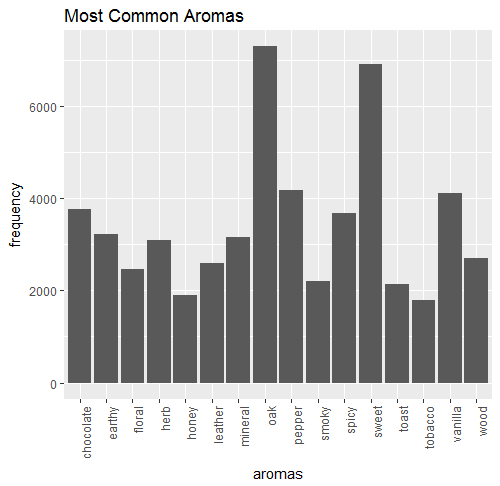 Most Common Aromas
frequency
6000
4000
2000
0
chocolate
earthy
floral
herb
honey
leather
mineral
oak
pepper
smoky
spicy
sweet
toast
tobacco
vanilla
wood
aromas